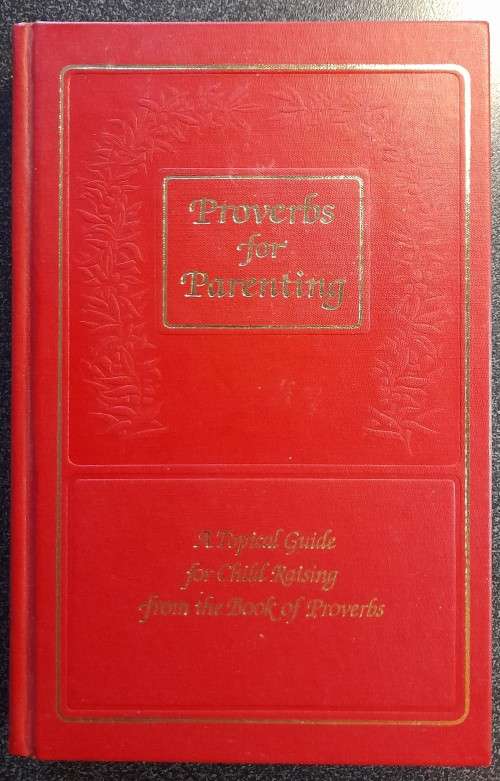 Proverbs
for
Parenting
A Topical Guide
for Child Raising
from the Book of Proverbs